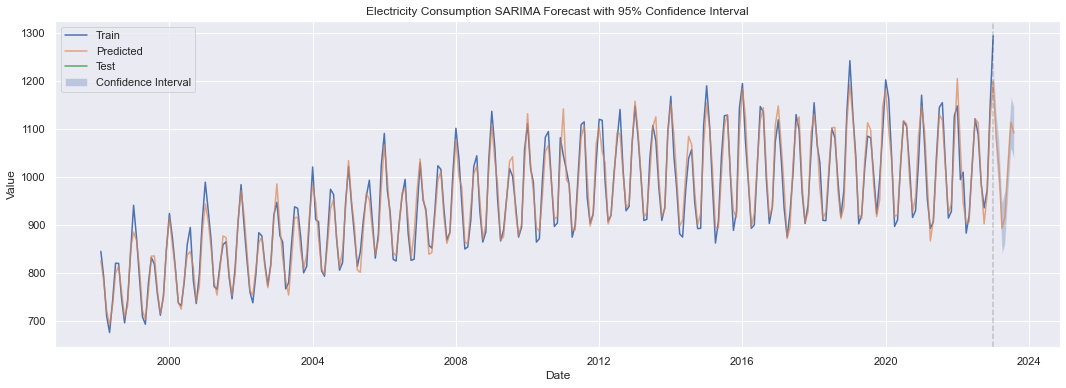 Electricity Consumption SARIMA Forecast with 95% Confidence Interval
Train
Predicted
Test
Confidence Interval
1300
1200
1100
1000
900
800
700
Value
2000
2004
2008
2012
2016
2020
2024
Date